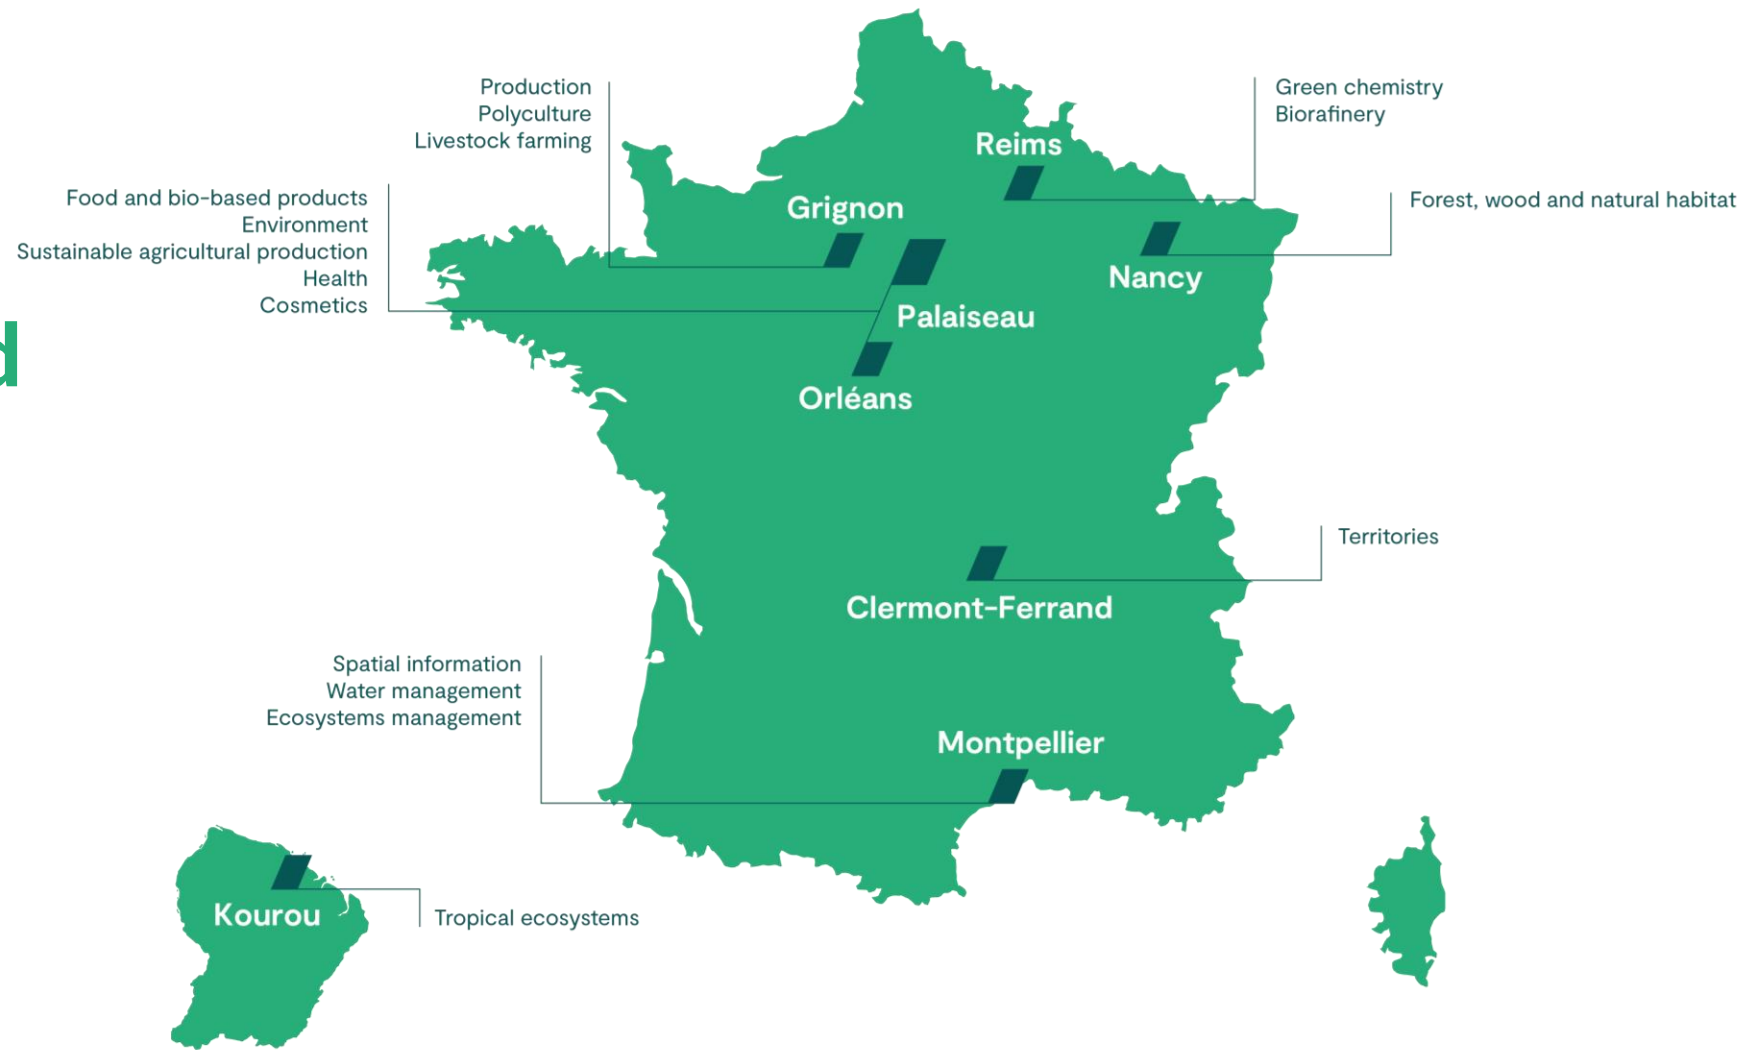 Production
Polyculture
Livestock farming
Green chemistry
Biorafinery
Reims
Food and bio-based products
Environment
Sustainable agricultural production
Health
Cosmetics
Grignon
Forest, wood and natural habitat
Nancy
Palaiseau
d
Orléans
Territories
Clermont-Ferrand
Spatial information
Water management
Ecosystems management
Montpellier
Kourou
Tropical ecosystems